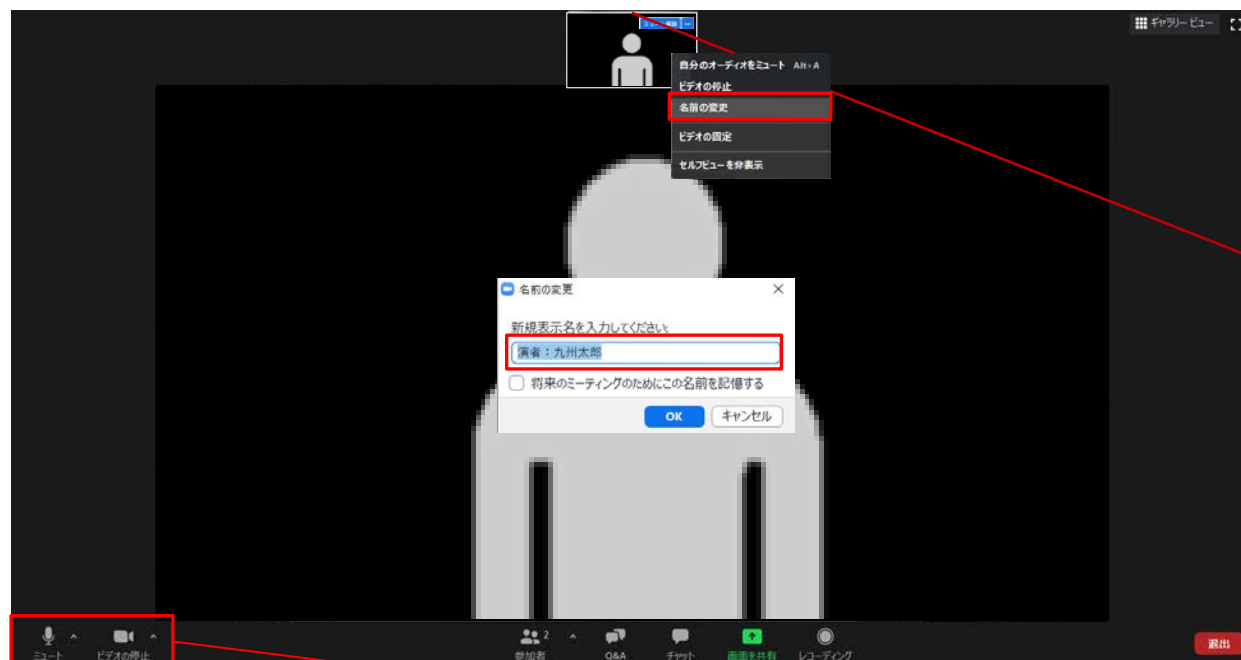 ギャラリー ビュー
自分のオーディオをミュート Alt+A
ビデオの停止
名前の変更
ビデオの固定
セルフビューを非表示
名前の変更
新規表示名を入力してください:
演者：九州太郎
将来のミーティングのためにこの名前を記憶する
OK キャンセル
ミュート ビデオの停止 参加者 2 Q&A チャット 画面を共有 レコーディング 退出